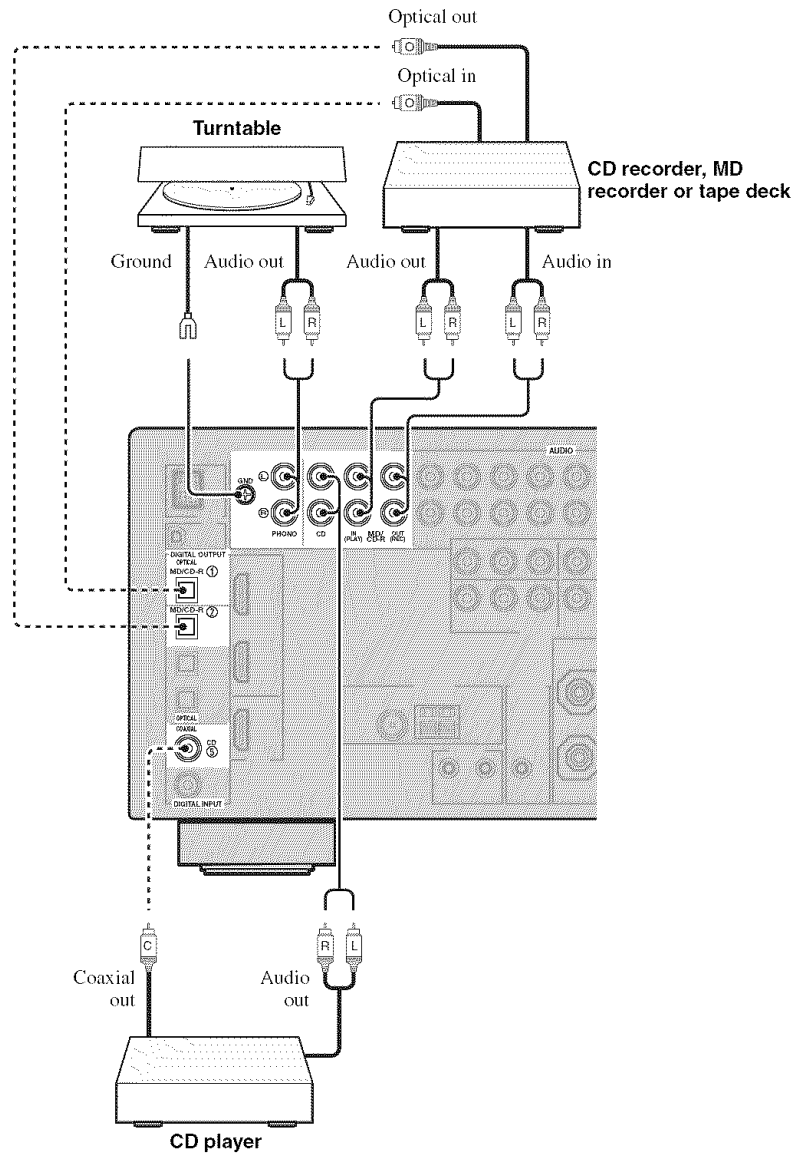 Optical out
O
Optical in
O
Turntable
CD recorder, MD
recorder or tape deck
Ground
Audio out
Audio out
Audio in
L R
L R
L R
AUDIO
GND
L
R
PHONO
CD
IN
(PLAY)
MD/
CD-R
OUT
(REC)
DIGITAL OUTPUT
OPTICAL
MD/CD-R 1
MD/CD-R 2
OPTICAL
COAXIAL
CD
5
DIGITAL INPUT
C
R L
Coaxial
out
Audio
out
CD player